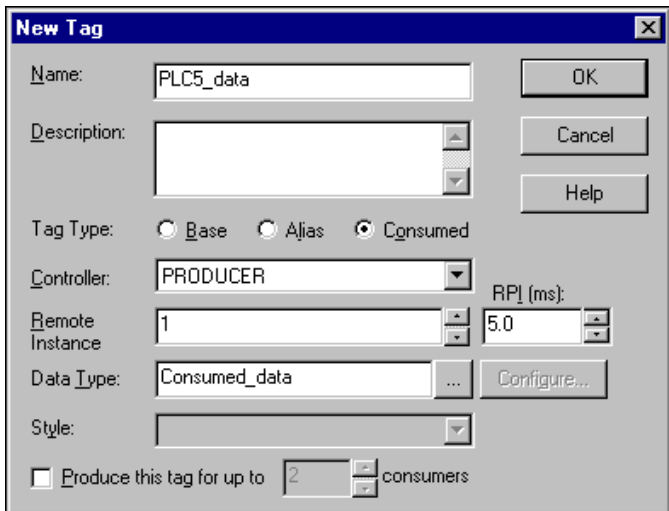 New Tag
Name: PLC5_data OK
Description: Cancel
Help
Tag Type: Base Alias Consumed
Controller: PRODUCER RPI (ms):
Remote Instance 1 5.0
Data Type: Consumed_data ... Configure...
Style:
Produce this tag for up to 2 consumers